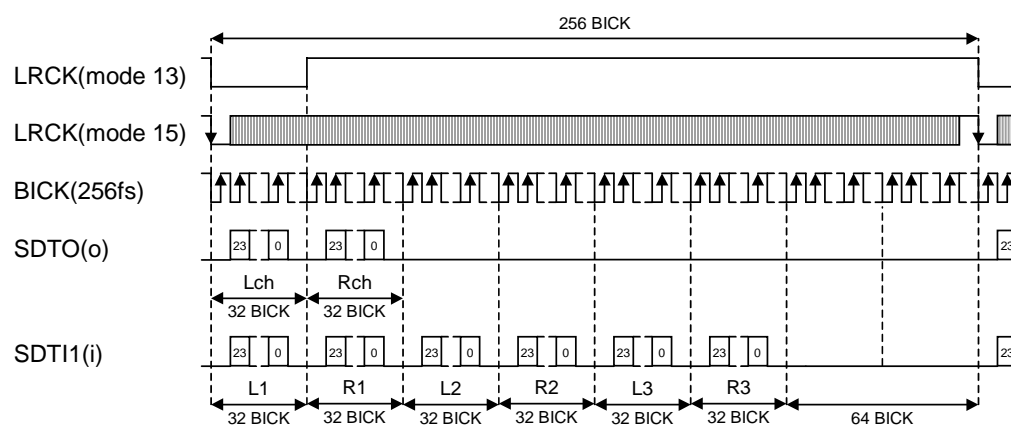 256 BICK
LRCK(mode 13)
LRCK(mode 15)
BICK(256fs)
SDTO(o)
23 0 23 0 23
Lch Rch
32 BICK 32 BICK
SDTI1(i)
23 0 23 0 23 0 23 0 23 0 23 0 23
L1 R1 L2 R2 L3 R3
32 BICK 32 BICK 32 BICK 32 BICK 32 BICK 32 BICK 64 BICK